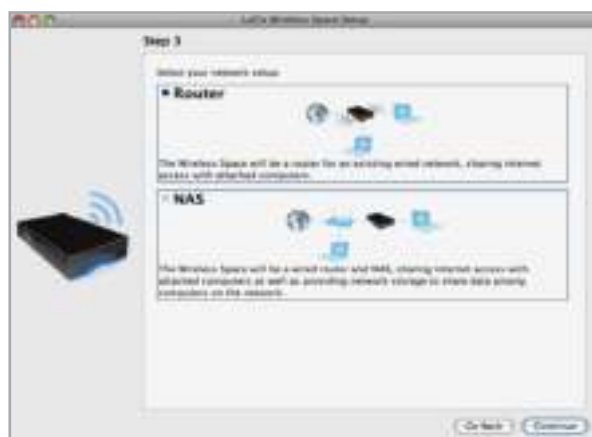 LaCie Wireless Space Setup
Step 3
Select your network setup:
Router
The Wireless Space will be a router for an existing wired network, sharing internet
access with attached computers.
NAS
The Wireless Space will be a wired router and NAS, sharing internet access with
attached computers as well as providing network storage to share data among
computers on the network.
Go Back
Continue